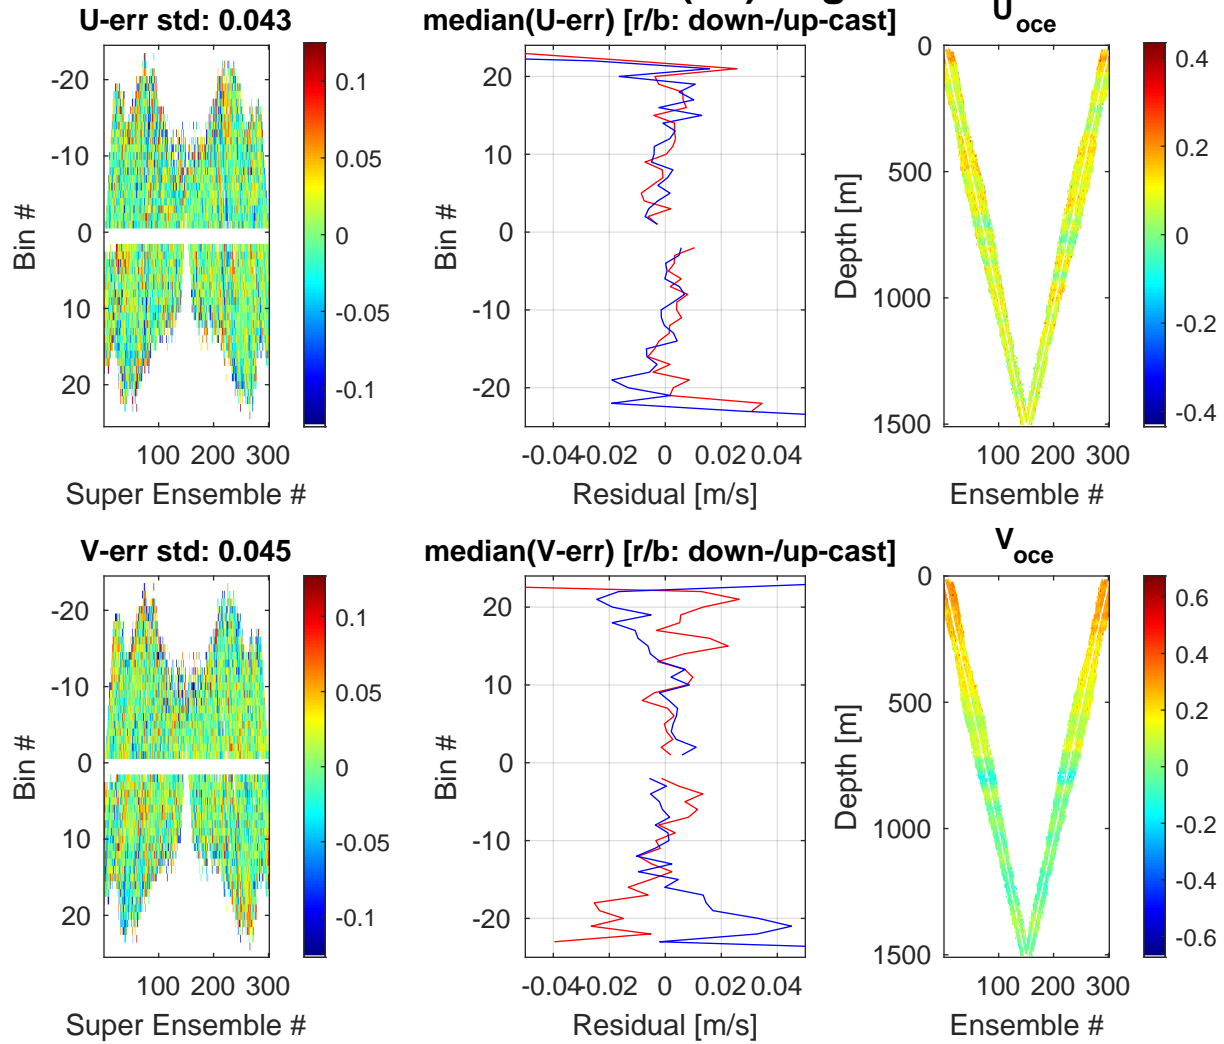 U-err std: 0.043
median(U-err) [r/b: down-/up-cast]
U oce
-20
-10
0
10
20
Bin #
100 200 300
Super Ensemble #
0.1
0.05
0
-0.05
-0.1
20
10
0
-10
-20
Bin #
-0.04 -0.02 0 0.02 0.04
Residual [m/s]
0
500
1000
1500
Depth [m]
100 200 300
Ensemble #
0.4
0.2
0
-0.2
-0.4
V-err std: 0.045
median(V-err) [r/b: down-/up-cast]
V oce
-20
-10
0
10
20
Bin #
100 200 300
Super Ensemble #
0.1
0.05
0
-0.05
-0.1
20
10
0
-10
-20
Bin #
-0.04 -0.02 0 0.02 0.04
Residual [m/s]
0
500
1000
1500
Depth [m]
100 200 300
Ensemble #
0.6
0.4
0.2
0
-0.2
-0.4
-0.6